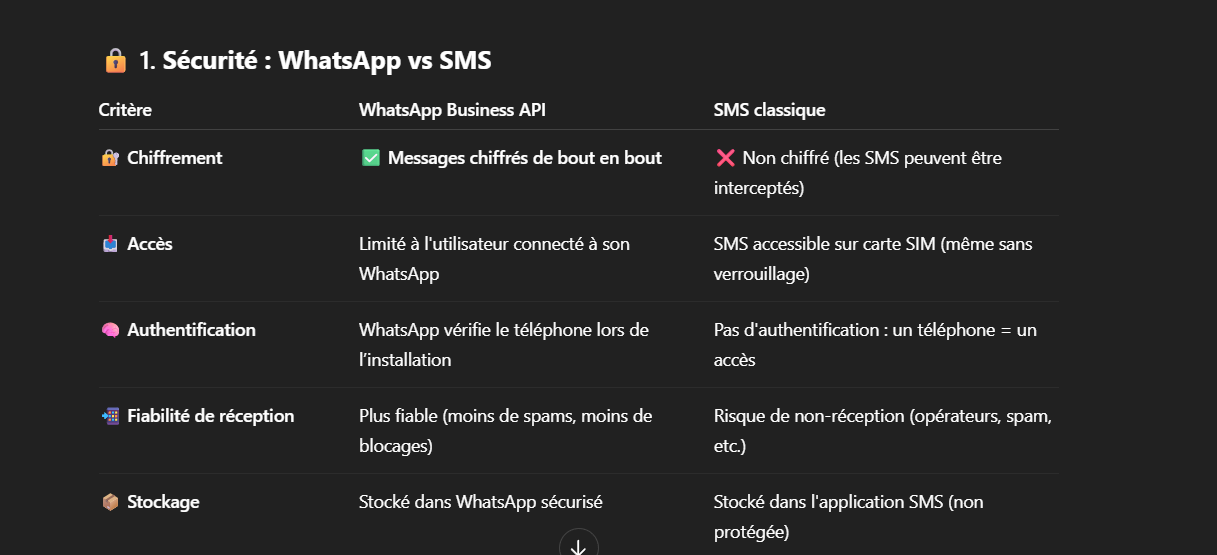 🔒 1. Sécurité : WhatsApp vs SMS
Critère WhatsApp Business API SMS classique
🔐 Chiffrement ✅ Messages chiffrés de bout en bout ❌ Non chiffré (les SMS peuvent être
interceptés)
📥 Accès Limité à l'utilisateur connecté à son SMS accessible sur carte SIM (même sans
WhatsApp verrouillage)
🧠 Authentification WhatsApp vérifie le téléphone lors de Pas d'authentification : un téléphone = un
l’installation accès
📲 Fiabilité de réception Plus fiable (moins de spams, moins de Risque de non-réception (opérateurs, spam,
blocages) etc.)
📦 Stockage Stocké dans WhatsApp sécurisé Stocké dans l'application SMS (non
protégée)